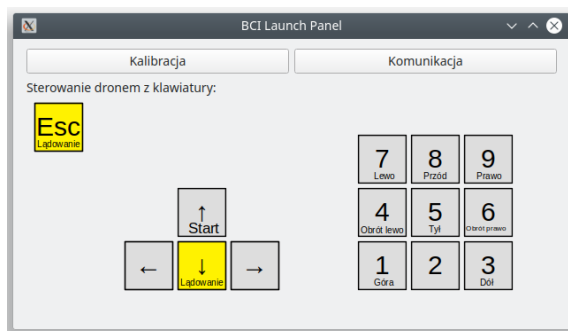 BCI Launch Panel
Kalibracja Komunikacja
Sterowanie dronem z klawiatury:
Esc
Lądowanie
7 8 9
Lewo Przód Prawo
↑ 4 5 6
Start Obrót lewo Tył Obrót prawo
← ↓ → 1 2 3
Lądowanie Góra Dół